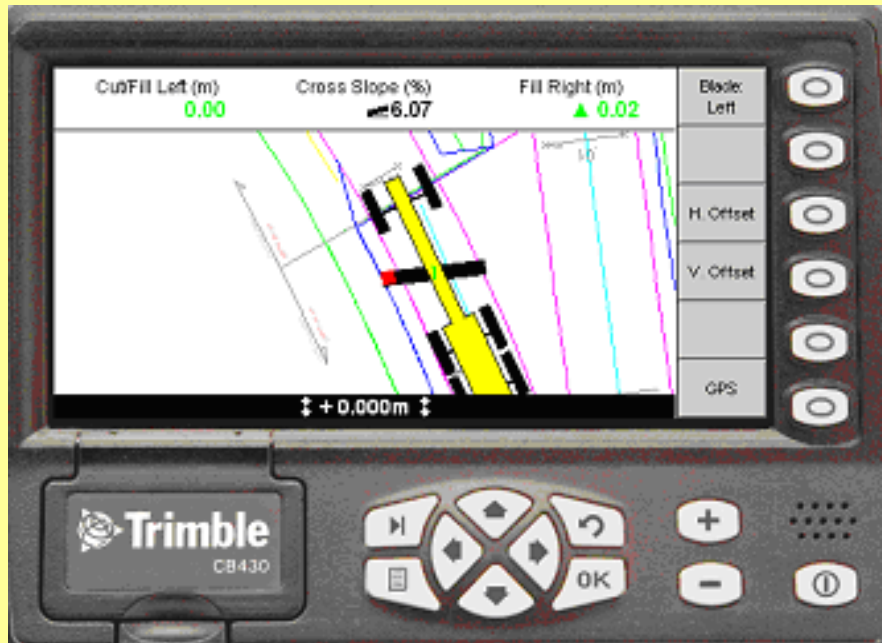 Cut/Fill Left (m)
0.00
Cross Slope (%)
6.07
Fill Right (m)
▲ 0.02
Blade:
Left
H. Offset
V. Offset
GPS
+0.000m
Trimble
CB430
OK